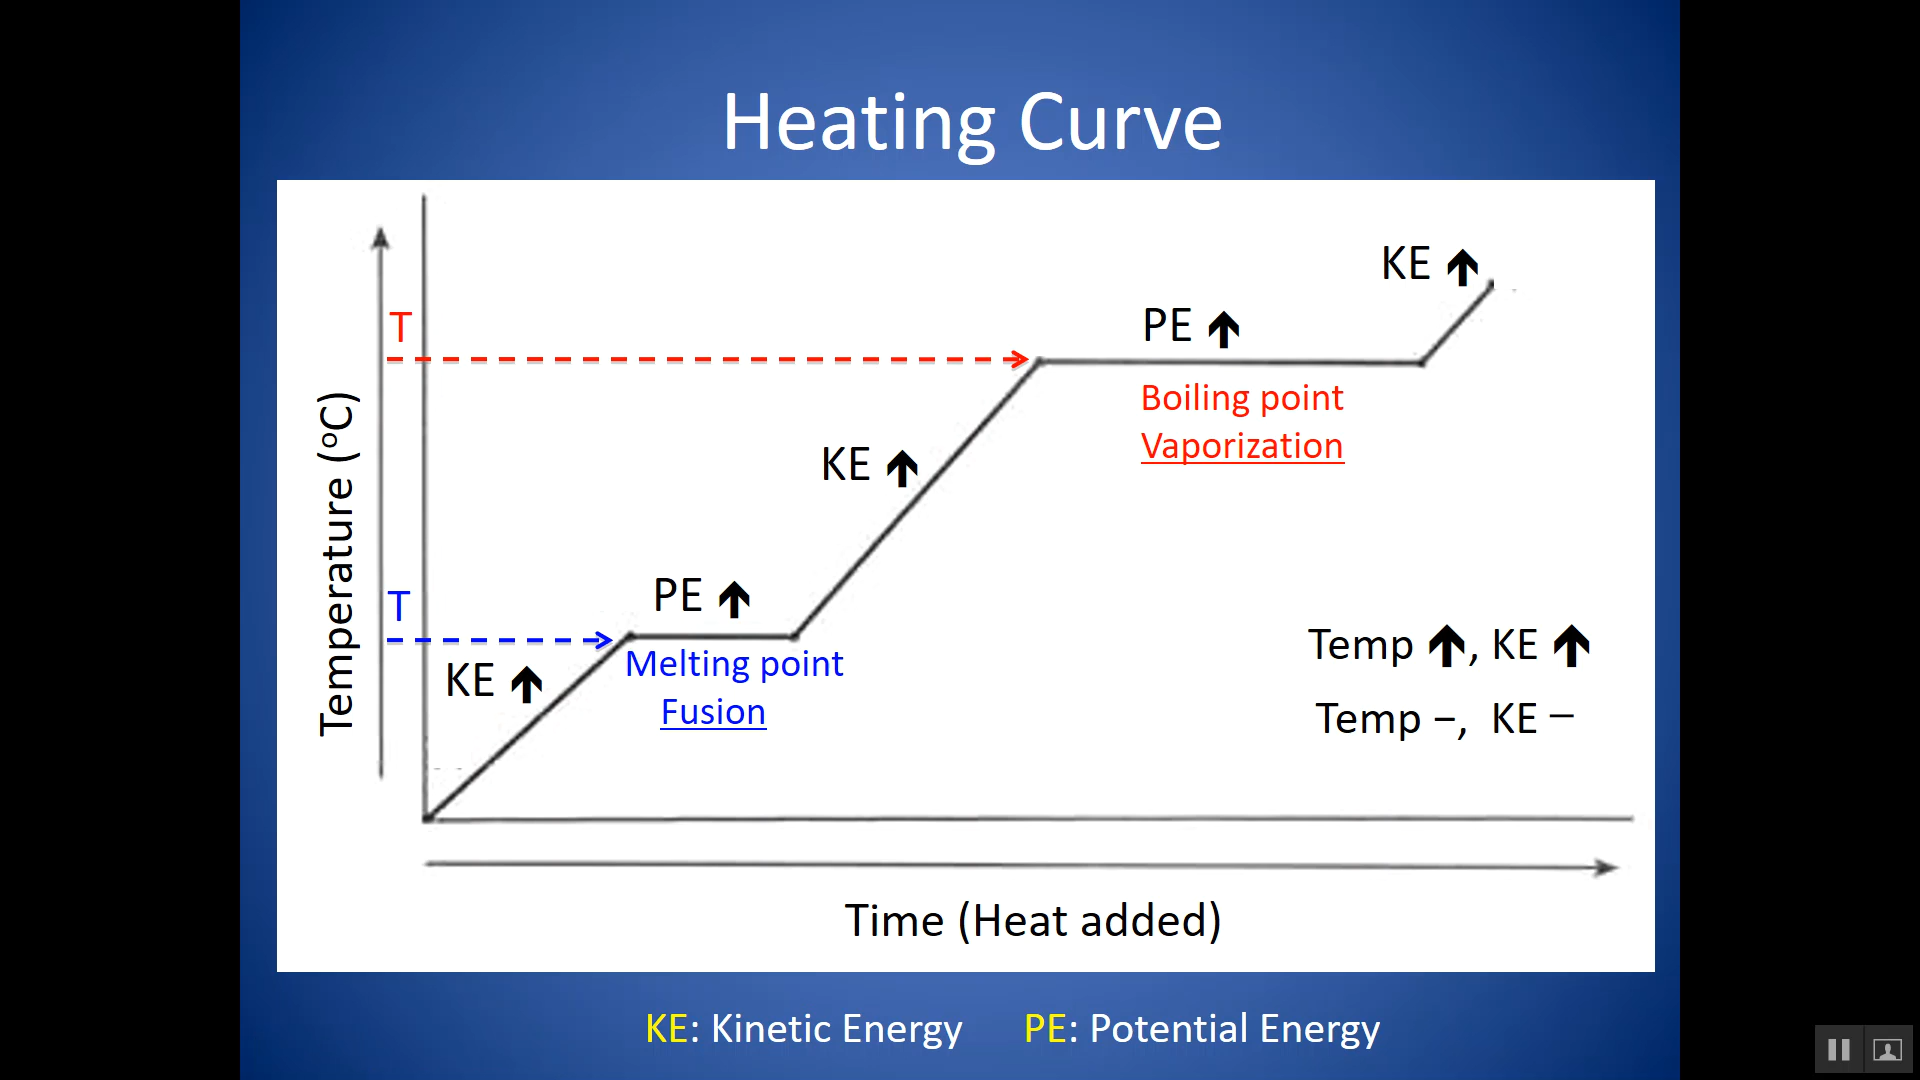 Heating Curve
KE 🡅
PE 🡅
T
Boiling point
Vaporization
KE 🡅
Temperature (°C)
T
PE 🡅
KE 🡅
Melting point
Fusion
Temp 🡅, KE 🡅
Temp –, KE –
Time (Heat added)
KE: Kinetic Energy PE: Potential Energy